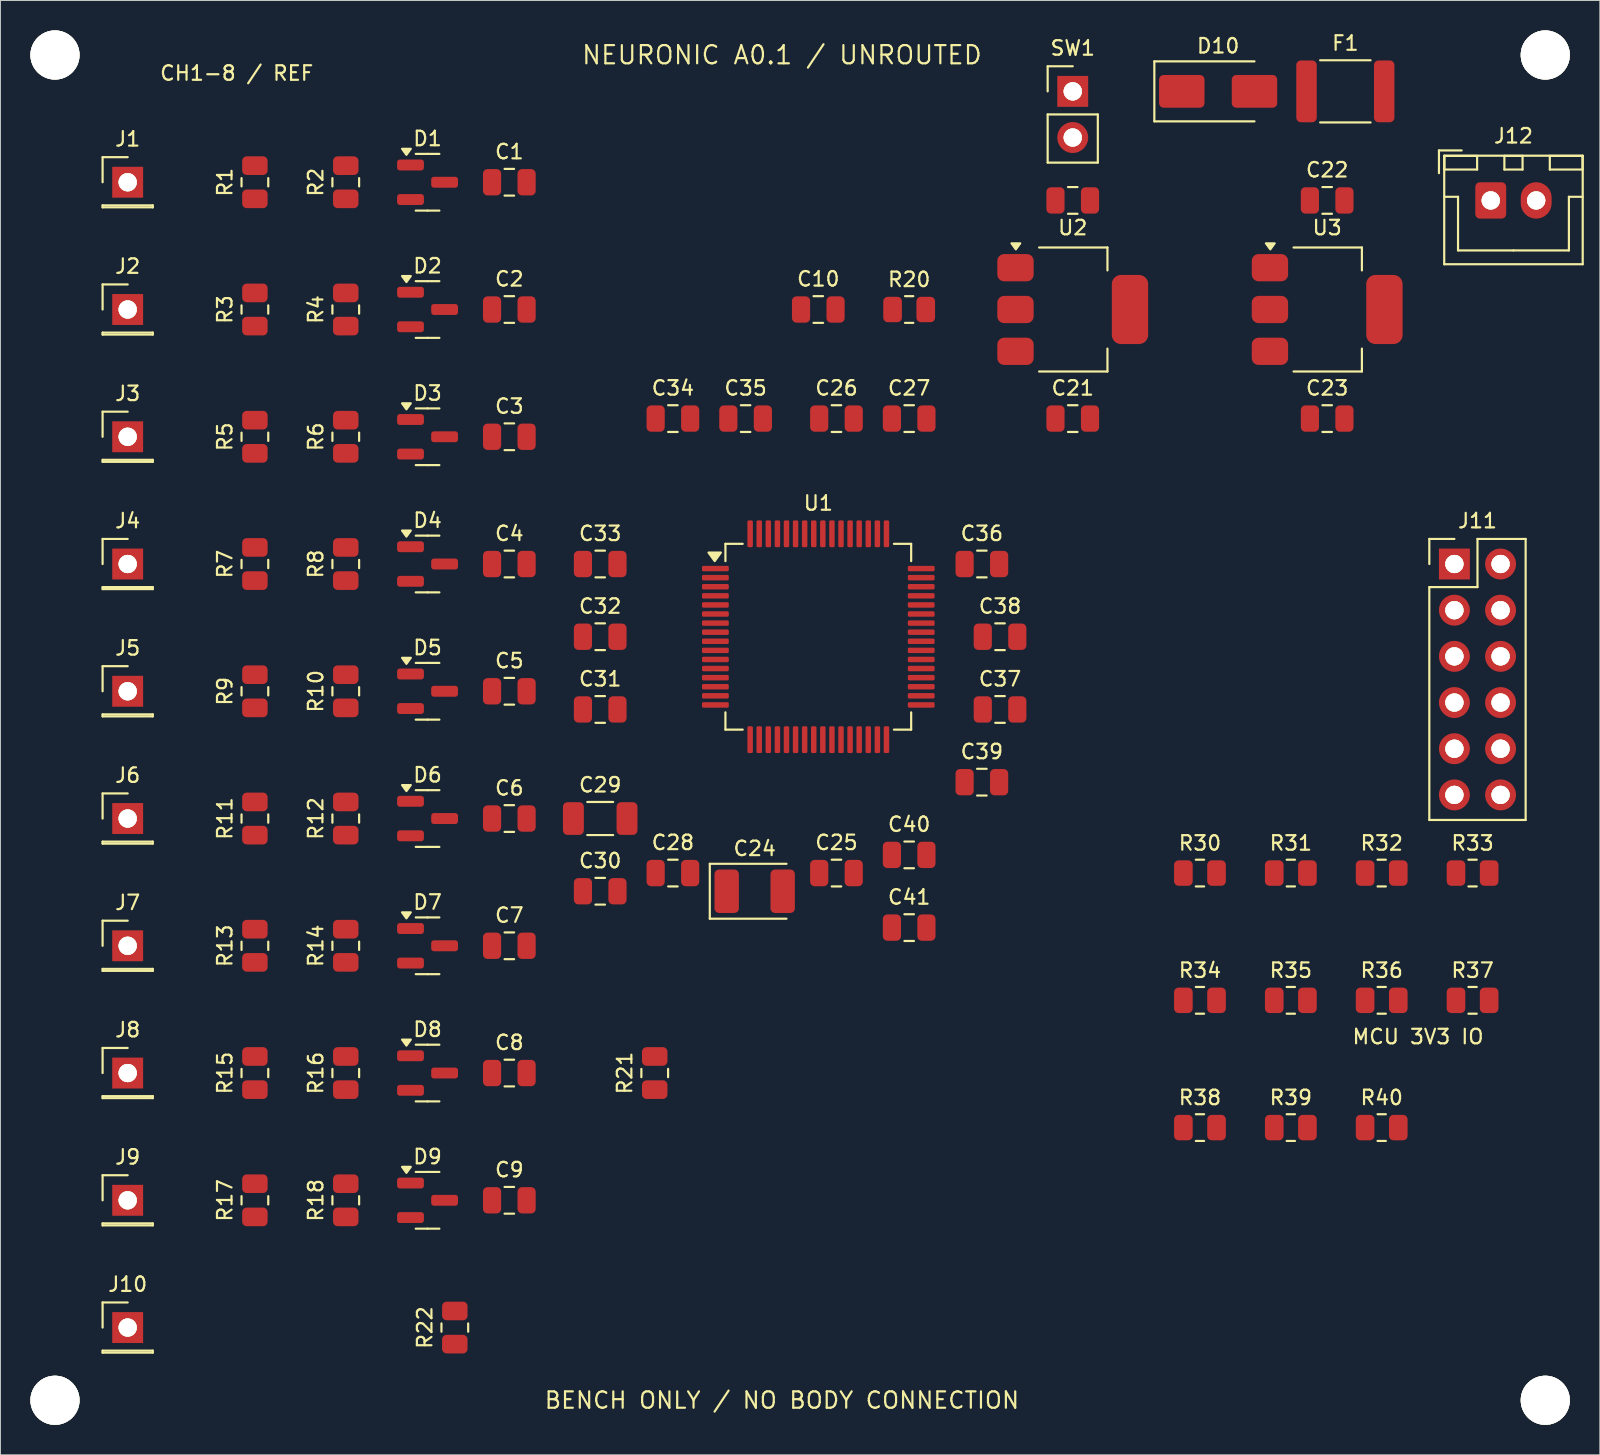 NEURONIC A0.1 / UNROUTED
SW1
D10
F1
CH1-8 / REF
J1
R1
R2
D1
C1
J12
C22
U2
U3
J2
R3
R4
D2
C2
C10
R20
J3
R5
R6
D3
C3
C34
C35
C26
C27
C21
C23
U1
J4
R7
R8
D4
C4
C33
C36
J11
C32
C38
J5
R9
R10
D5
C5
C31
C37
C39
J6
R11
R12
D6
C6
C29
C28
C24
C25
C40
R30
R31
R32
R33
C30
J7
R13
R14
D7
C7
C41
R34
R35
R36
R37
J8
R15
R16
D8
C8
R21
MCU 3V3 IO
R38
R39
R40
J9
R17
R18
D9
C9
J10
R22
BENCH ONLY / NO BODY CONNECTION